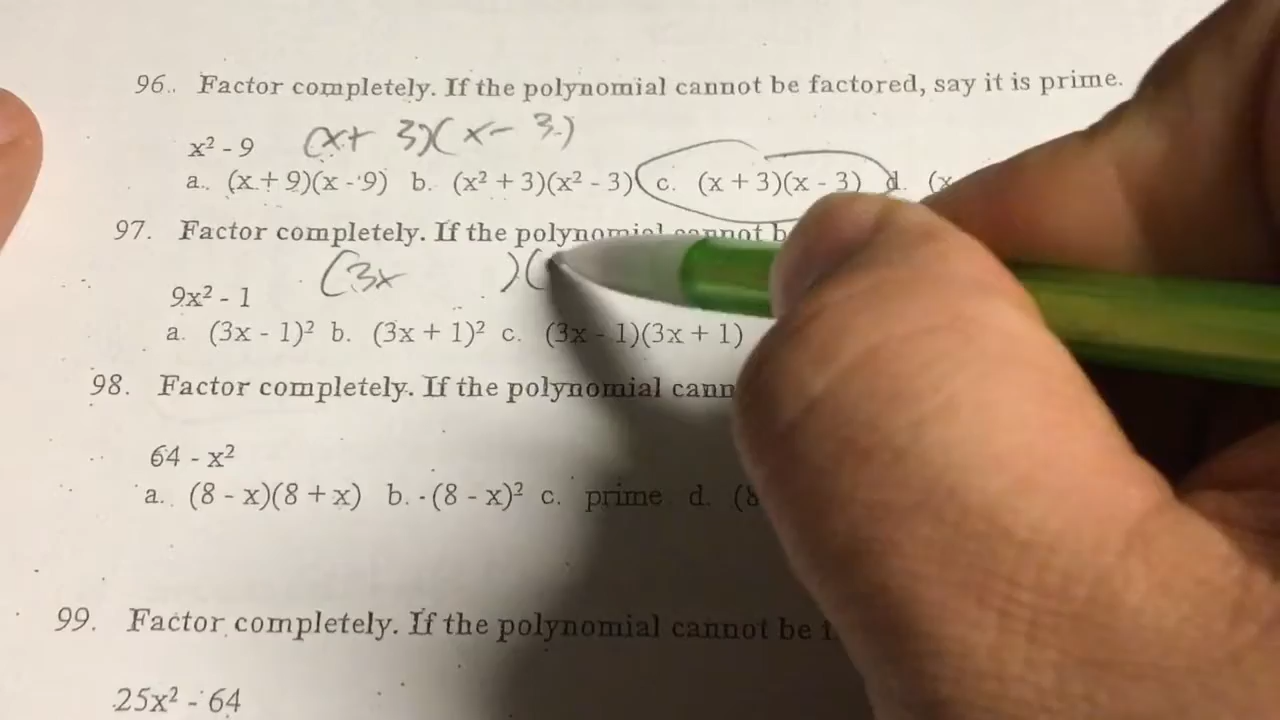 96. Factor completely. If the polynomial cannot be factored, say it is prime.
x² - 9 (x+ 3)(x- 3)
a. (x + 9)(x - 9) b. (x² + 3)(x² - 3) c. (x + 3)(x - 3) d. (x
97. Factor completely. If the polynomial cannot
9x² - 1 (3x )(
a. (3x - 1)² b. (3x + 1)² c. (3x - 1)(3x + 1)
98. Factor completely. If the polynomial
64 - x²
a. (8 - x)(8 + x) b. -(8 - x)² c. prime d. (8
99. Factor completely. If the polynomial cannot be
25x² - 64